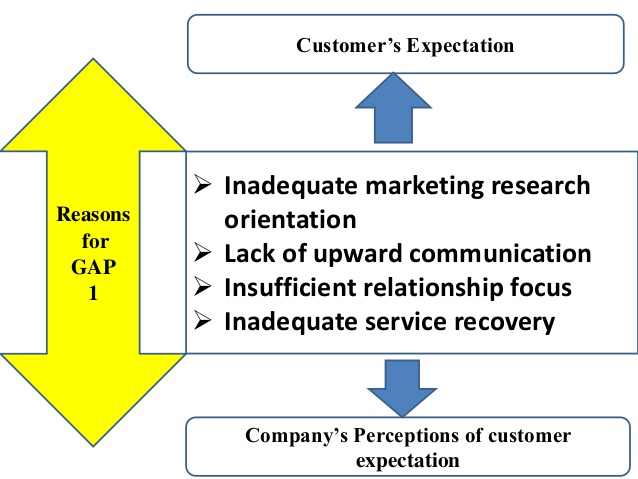 Customer’s Expectation
Reasons
for
GAP
1
➢ Inadequate marketing research
orientation
➢ Lack of upward communication
➢ Insufficient relationship focus
➢ Inadequate service recovery
Company’s Perceptions of customer
expectation